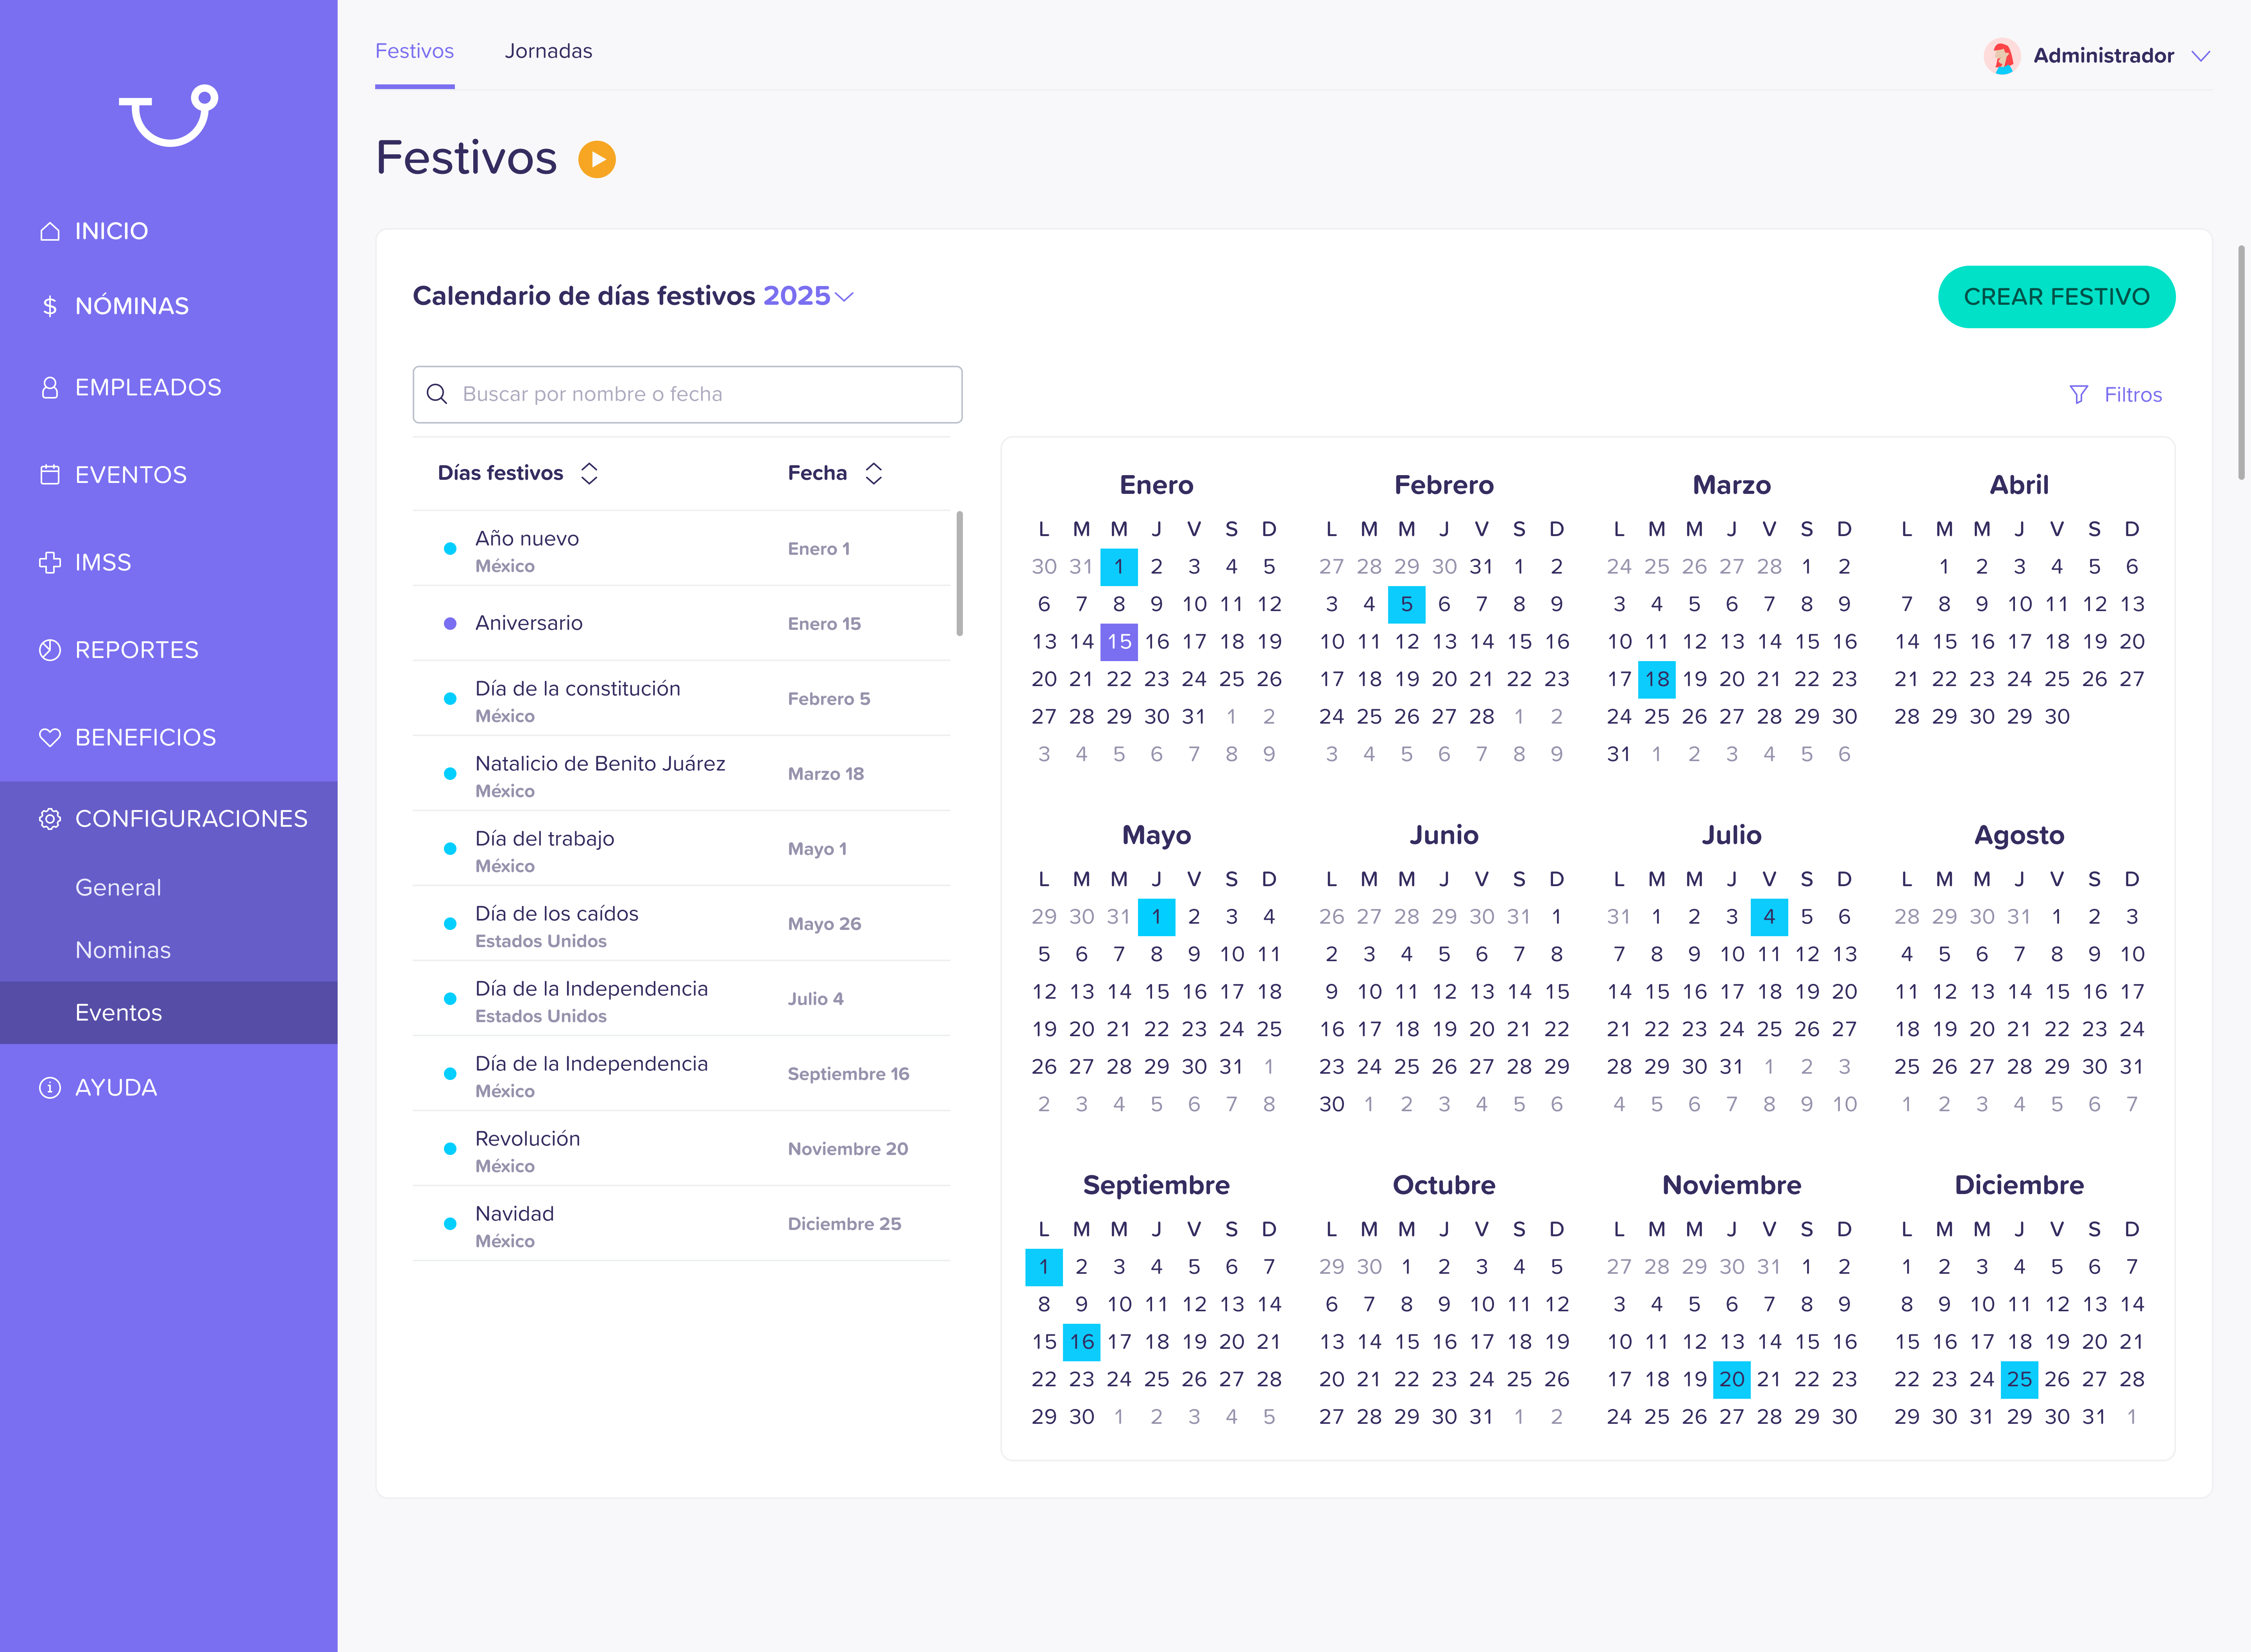 Festivos
Jornadas
Administrador
INICIO
NÓMINAS
EMPLEADOS
EVENTOS
IMSS
REPORTES
BENEFICIOS
CONFIGURACIONES
General
Nominas
Eventos
AYUDA
Festivos
Calendario de días festivos 2025
CREAR FESTIVO
Buscar por nombre o fecha
Filtros
Días festivos Fecha
Año nuevo
México
Enero 1
Aniversario
Enero 15
Día de la constitución
México
Febrero 5
Natalicio de Benito Juárez
México
Marzo 18
Día del trabajo
México
Mayo 1
Día de los caídos
Estados Unidos
Mayo 26
Día de la Independencia
Estados Unidos
Julio 4
Día de la Independencia
México
Septiembre 16
Revolución
México
Noviembre 20
Navidad
México
Diciembre 25
Enero
L M M J V S D
30 31 1 2 3 4 5
6 7 8 9 10 11 12
13 14 15 16 17 18 19
20 21 22 23 24 25 26
27 28 29 30 31 1 2
3 4 5 6 7 8 9
Febrero
L M M J V S D
27 28 29 30 31 1 2
3 4 5 6 7 8 9
10 11 12 13 14 15 16
17 18 19 20 21 22 23
24 25 26 27 28 1 2
3 4 5 6 7 8 9
Marzo
L M M J V S D
24 25 26 27 28 1 2
3 4 5 6 7 8 9
10 11 12 13 14 15 16
17 18 19 20 21 22 23
24 25 26 27 28 29 30
31 1 2 3 4 5 6
Abril
L M M J V S D
1 2 3 4 5 6
7 8 9 10 11 12 13
14 15 16 17 18 19 20
21 22 23 24 25 26 27
28 29 30 29 30
Mayo
L M M J V S D
29 30 31 1 2 3 4
5 6 7 8 9 10 11
12 13 14 15 16 17 18
19 20 21 22 23 24 25
26 27 28 29 30 31 1
2 3 4 5 6 7 8
Junio
L M M J V S D
26 27 28 29 30 31 1
2 3 4 5 6 7 8
9 10 11 12 13 14 15
16 17 18 19 20 21 22
23 24 25 26 27 28 29
30 1 2 3 4 5 6
Julio
L M M J V S D
31 1 2 3 4 5 6
7 8 9 10 11 12 13
14 15 16 17 18 19 20
21 22 23 24 25 26 27
28 29 30 31 1 2 3
4 5 6 7 8 9 10
Agosto
L M M J V S D
28 29 30 31 1 2 3
4 5 6 7 8 9 10
11 12 13 14 15 16 17
18 19 20 21 22 23 24
25 26 27 28 29 30 31
1 2 3 4 5 6 7
Septiembre
L M M J V S D
1 2 3 4 5 6 7
8 9 10 11 12 13 14
15 16 17 18 19 20 21
22 23 24 25 26 27 28
29 30 1 2 3 4 5
Octubre
L M M J V S D
29 30 1 2 3 4 5
6 7 8 9 10 11 12
13 14 15 16 17 18 19
20 21 22 23 24 25 26
27 28 29 30 31 1 2
Noviembre
L M M J V S D
27 28 29 30 31 1 2
3 4 5 6 7 8 9
10 11 12 13 14 15 16
17 18 19 20 21 22 23
24 25 26 27 28 29 30
Diciembre
L M M J V S D
1 2 3 4 5 6 7
8 9 10 11 12 13 14
15 16 17 18 19 20 21
22 23 24 25 26 27 28
29 30 31 29 30 31 1